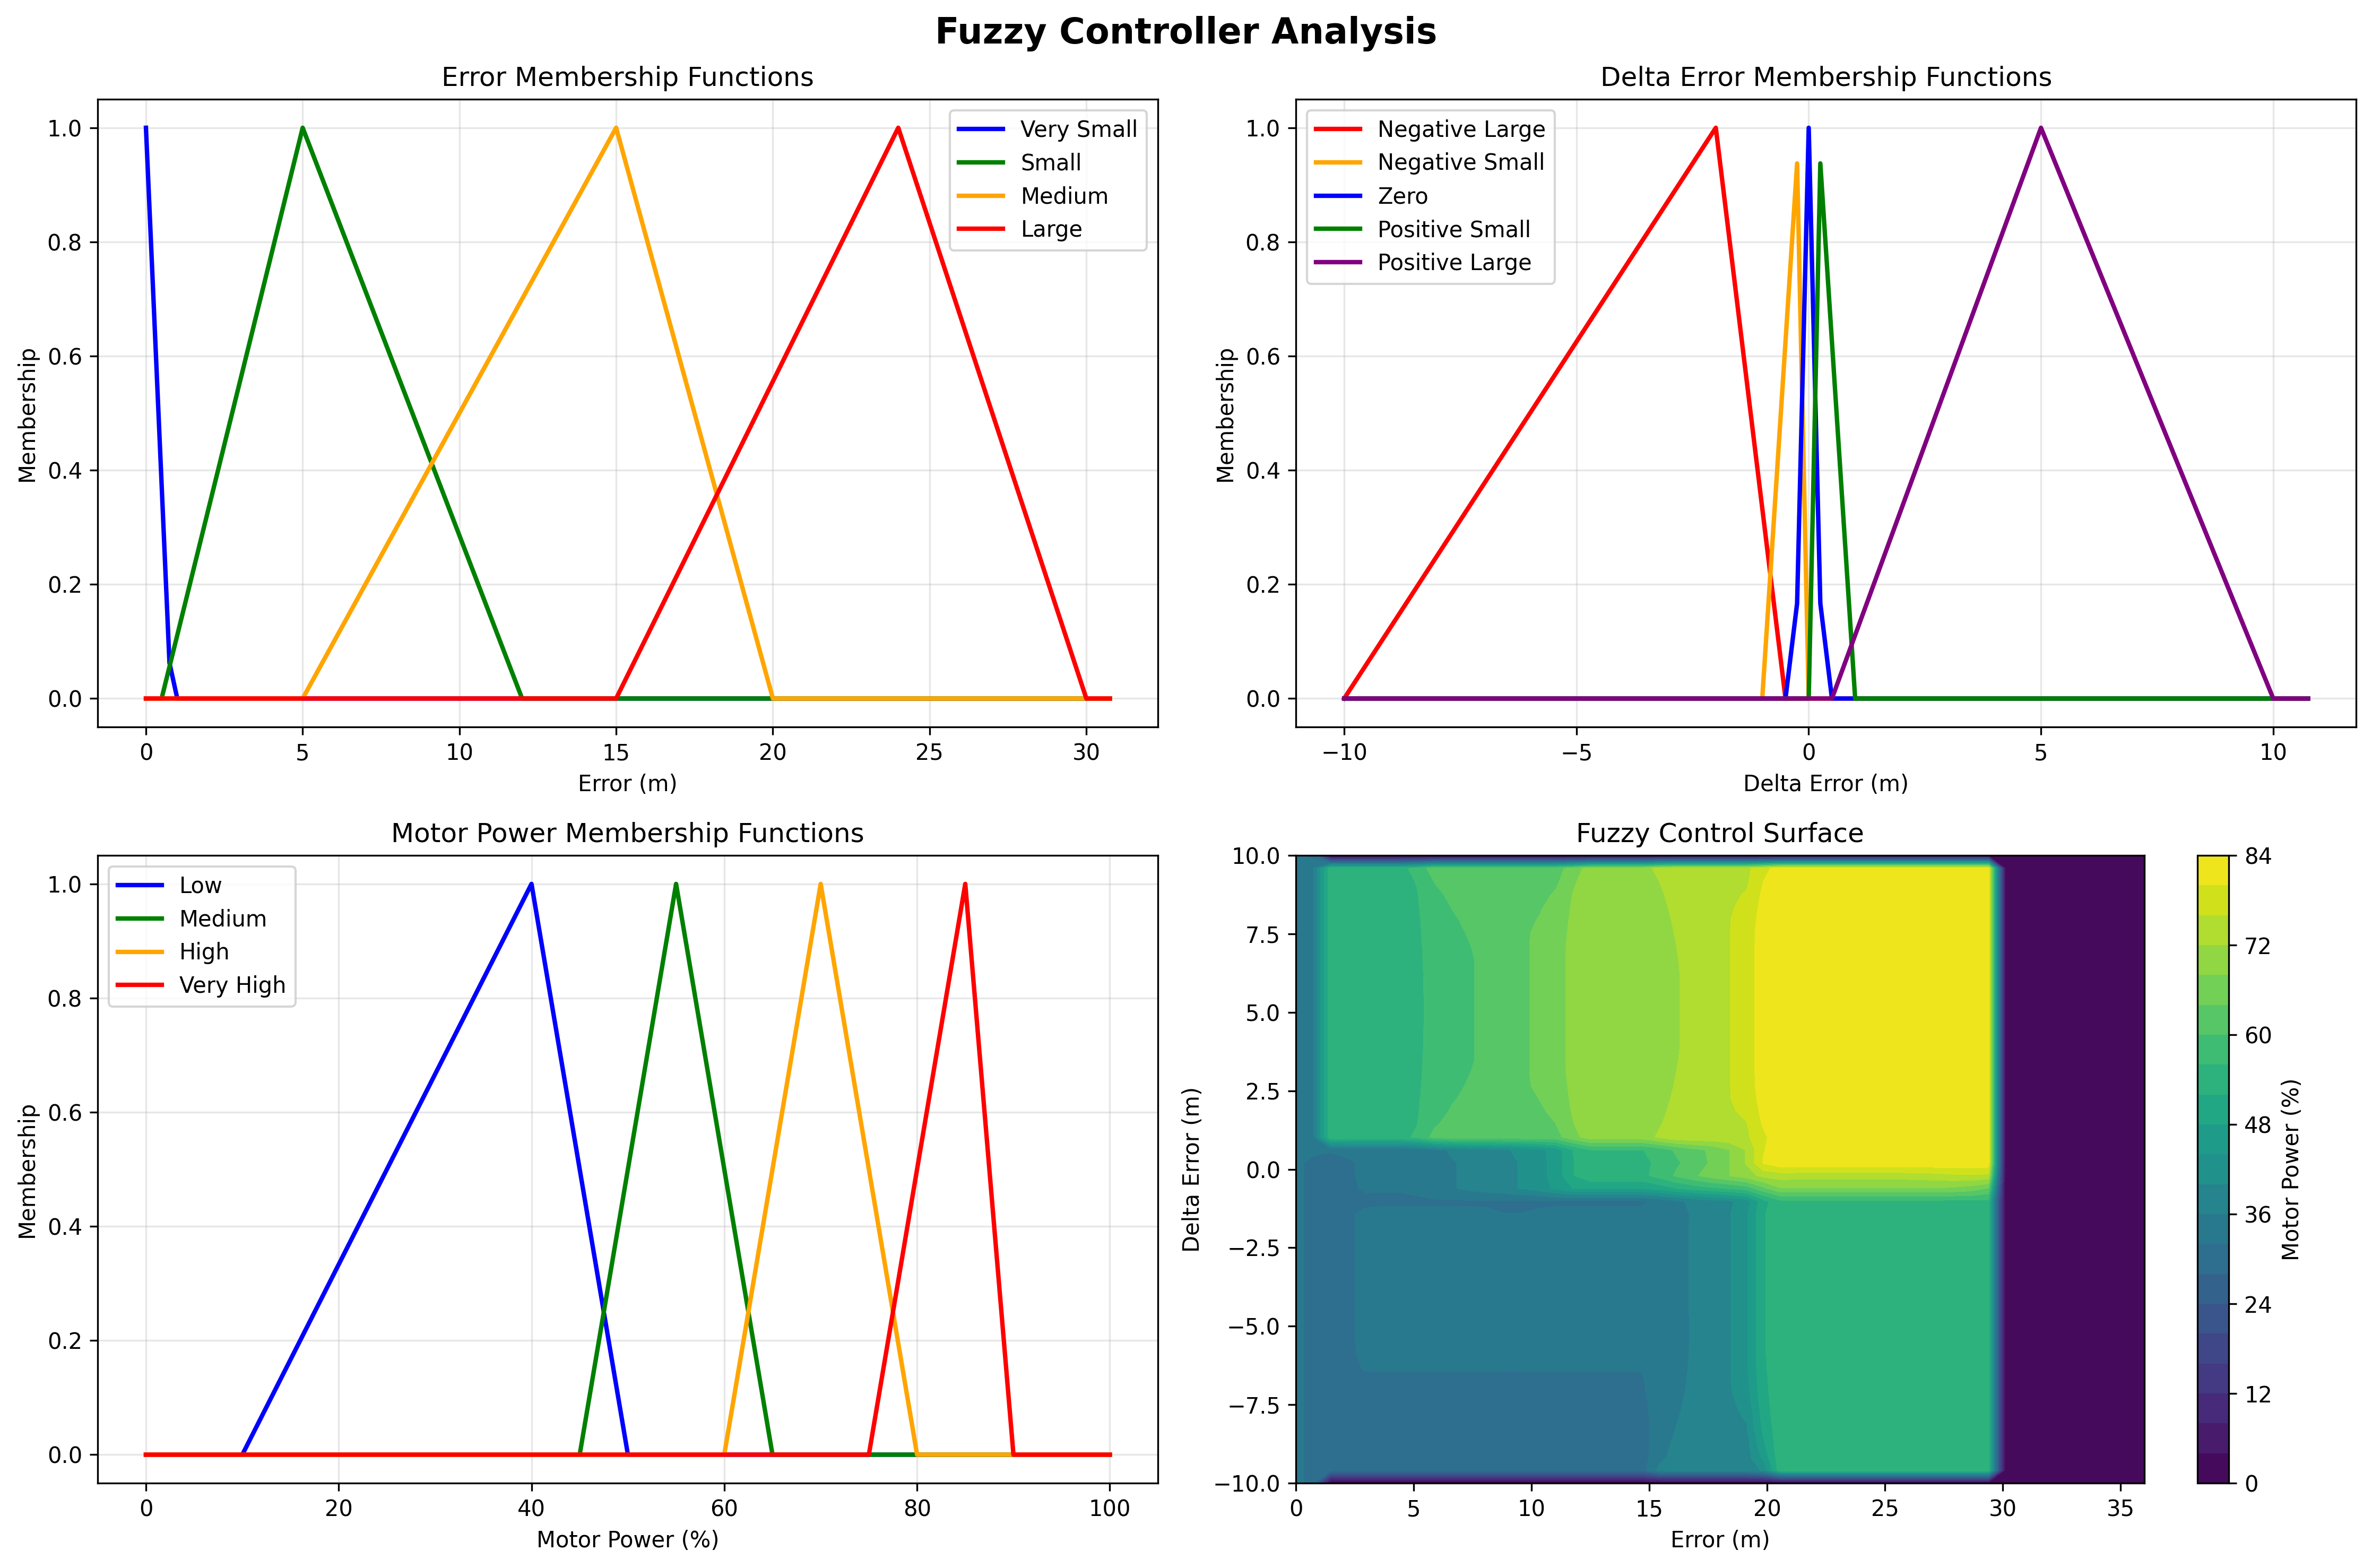 Fuzzy Controller Analysis
Error Membership Functions
1.0
0.8
0.6
0.4
0.2
0.0
Membership
0 5 10 15 20 25 30
Error (m)
Very Small
Small
Medium
Large
Delta Error Membership Functions
1.0
0.8
0.6
0.4
0.2
0.0
Membership
−10 −5 0 5 10
Delta Error (m)
Negative Large
Negative Small
Zero
Positive Small
Positive Large
Motor Power Membership Functions
1.0
0.8
0.6
0.4
0.2
0.0
Membership
0 20 40 60 80 100
Motor Power (%)
Low
Medium
High
Very High
Fuzzy Control Surface
10.0
7.5
5.0
2.5
0.0
−2.5
−5.0
−7.5
−10.0
Delta Error (m)
0 5 10 15 20 25 30 35
Error (m)
84
72
60
48
36
24
12
0
Motor Power (%)